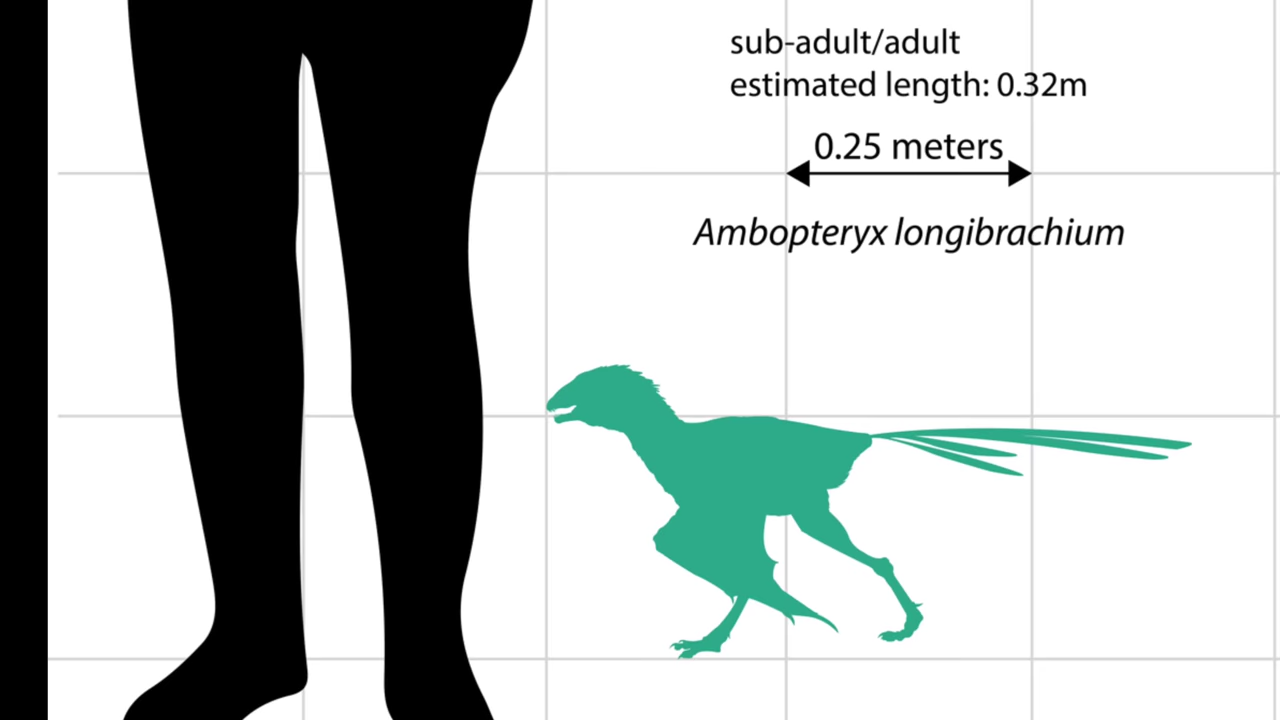 sub-adult/adult
estimated length: 0.32m
0.25 meters
Ambopteryx longibrachium